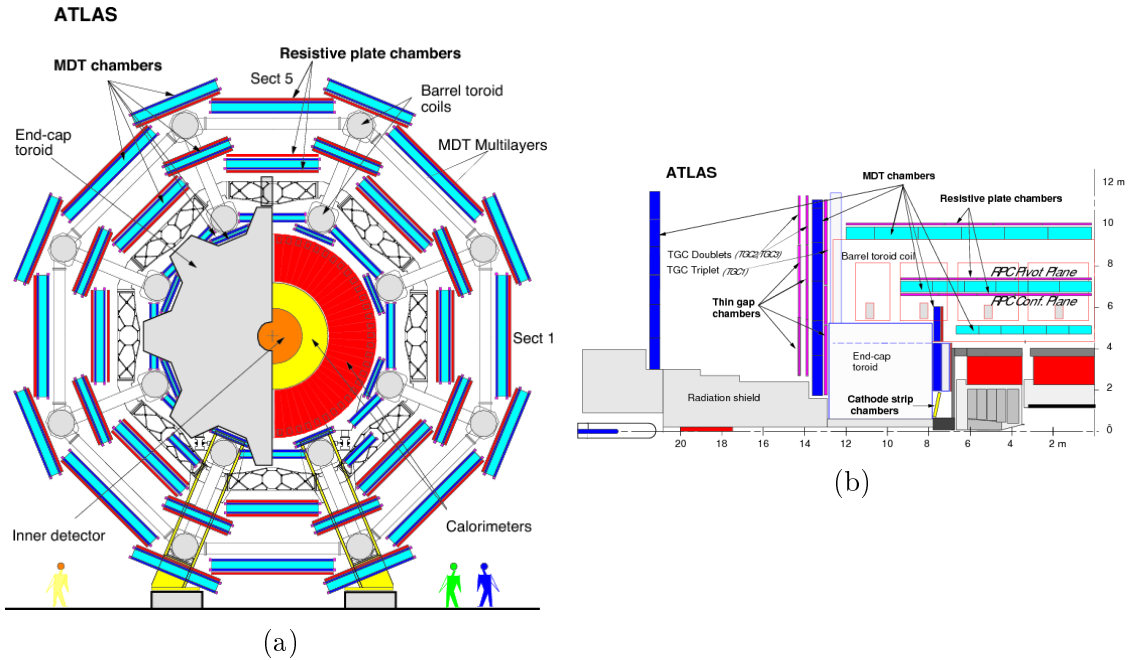 ATLAS
MDT chambers
Resistive plate chambers
Sect 5
Barrel toroid
coils
End-cap
toroid
MDT Multilayers
Sect 1
Inner detector
Calorimeters
(a)
ATLAS
MDT chambers
12 m
Resistive plate chambers
10
TGC Doublets (TGC2,TGC3)
TGC Triplet (TGC1)
Barrel toroid coil
8
RPC Pivot Plane
Thin gap
chambers
RPC Conf. Plane
6
4
End-cap
toroid
Radiation shield
Cathode strip
chambers
2
0
20
18
16
14
12
10
8
6
4
2 m
(b)